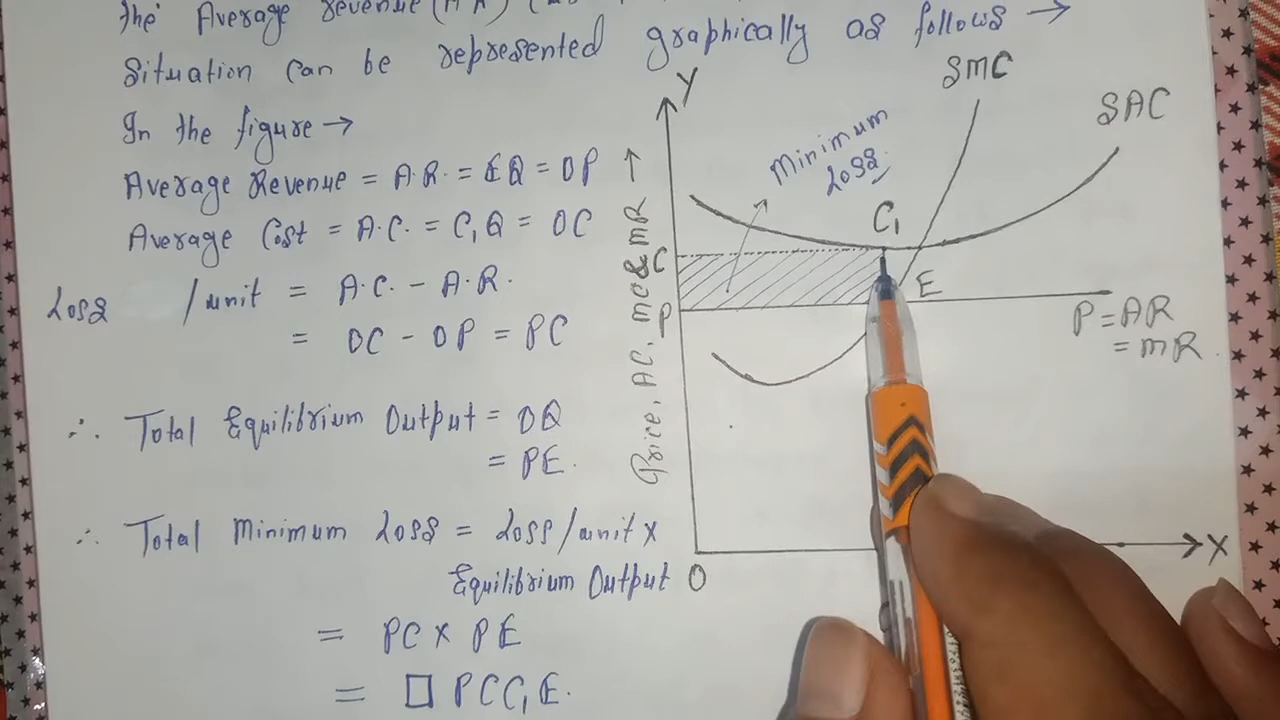 the Average revenue (AR)
Situation can be represented graphically as follows →
In the figure →
Average Revenue = A.R. = EQ = OP
Average Cost = A.C. = C₁Q = OC
Loss /unit = A.C. - A.R.
= OC - OP = PC
∴ Total Equilibrium Output = OQ
= PE.
∴ Total Minimum Loss = Loss/unit x
Equilibrium Output
= PC x PE
= □ PCC₁E.
Y
SMC
SAC
Minimum
Loss
C₁
C
E
P
P = AR
= MR
Price, AC, MC & MR →
O
X